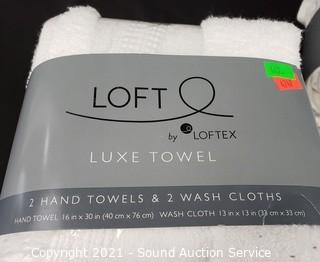 LOFT
by LOFTEX
LUXE TOWEL
2 HAND TOWELS & 2 WASH CLOTHS
HAND TOWEL 16 in x 30 in (40 cm x 76 cm) WASH CLOTH 13 in x 13 in (33 cm x 33 cm)
Copyright 2021 - Sound Auction Service